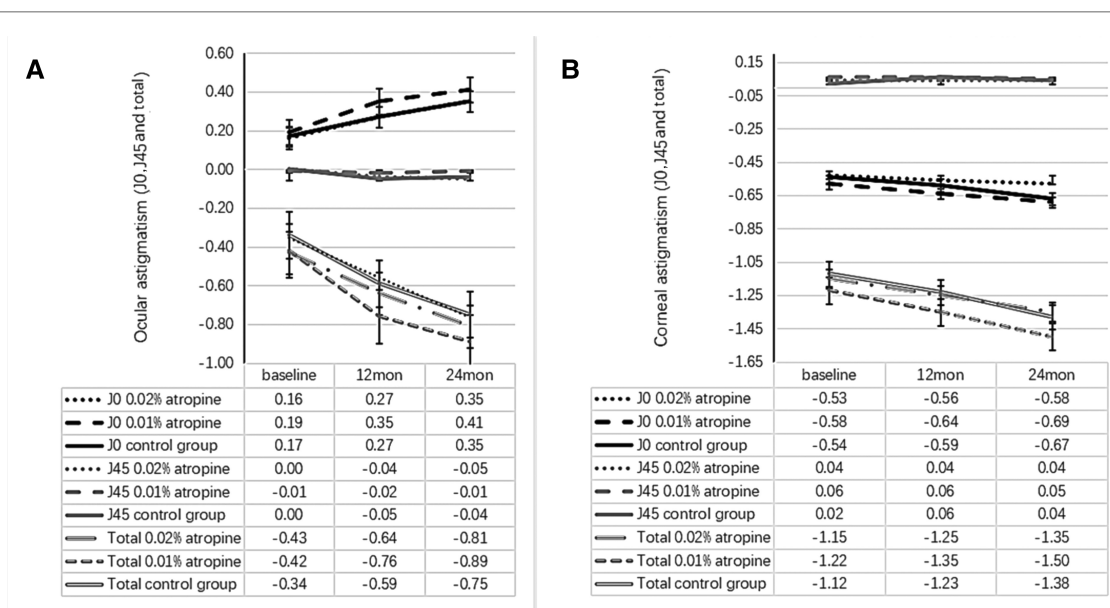 A
Ocular astigmatism (J0.J45and total)
0.60
0.40
0.20
0.00
-0.20
-0.40
-0.60
-0.80
-1.00
baseline 12mon 24mon
J0 0.02% atropine 0.16 0.27 0.35
J0 0.01% atropine 0.19 0.35 0.41
J0 control group 0.17 0.27 0.35
J45 0.02% atropine 0.00 -0.04 -0.05
J45 0.01% atropine -0.01 -0.02 -0.01
J45 control group 0.00 -0.05 -0.04
Total 0.02% atropine -0.43 -0.64 -0.81
Total 0.01% atropine -0.42 -0.76 -0.89
Total control group -0.34 -0.59 -0.75
B
Corneal astigmatism (J0, J45 and total)
0.15
-0.05
-0.25
-0.45
-0.65
-0.85
-1.05
-1.25
-1.45
-1.65
baseline 12mon 24mon
J0 0.02% atropine -0.53 -0.56 -0.58
J0 0.01% atropine -0.58 -0.64 -0.69
J0 control group -0.54 -0.59 -0.67
J45 0.02% atropine 0.04 0.04 0.04
J45 0.01% atropine 0.06 0.06 0.05
J45 control group 0.02 0.06 0.04
Total 0.02% atropine -1.15 -1.25 -1.35
Total 0.01% atropine -1.22 -1.35 -1.50
Total control group -1.12 -1.23 -1.38